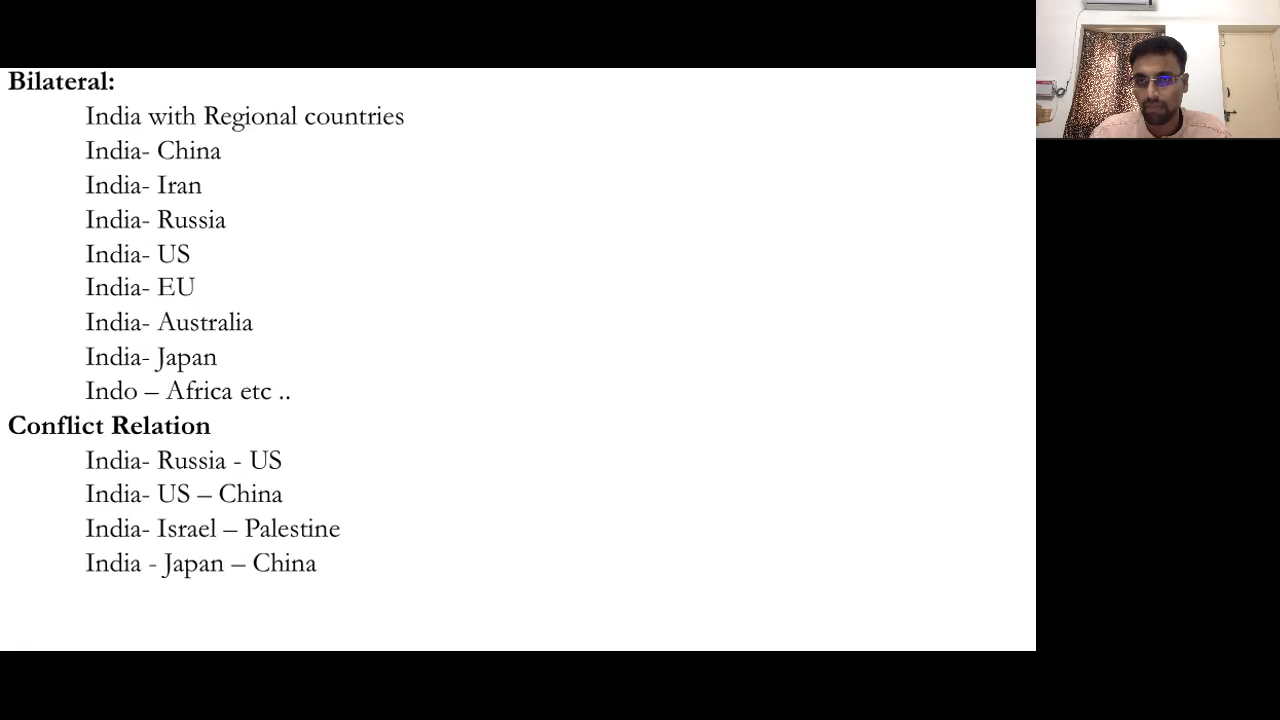 Bilateral:
India with Regional countries
India- China
India- Iran
India- Russia
India- US
India- EU
India- Australia
India- Japan
Indo – Africa etc ..
Conflict Relation
India- Russia - US
India- US – China
India- Israel – Palestine
India - Japan – China